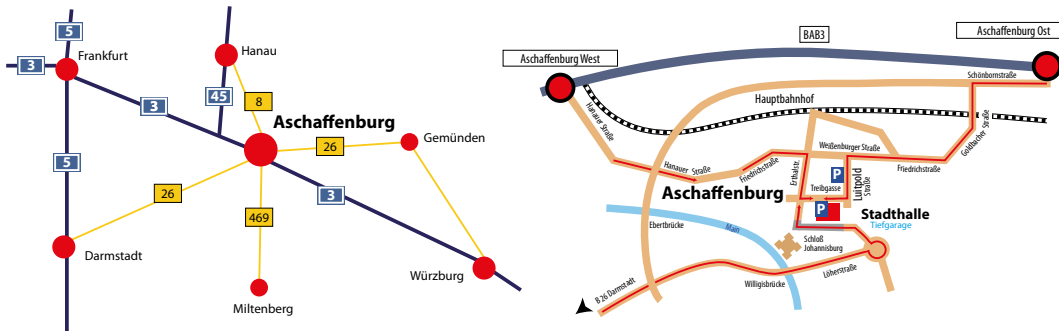 5
Frankfurt
3
Hanau
3
45
8
Aschaffenburg
Gemünden
26
5
26
3
469
Darmstadt
Würzburg
Miltenberg
Aschaffenburg Ost
BAB3
Aschaffenburg West
Schönbornstraße
Hauptbahnhof
Hanauer Straße
Goldbacher Straße
Weißenburger Straße
Hanauer Straße
Friedrichstraße
Friedrichstraße
Erthalstr.
P
Luitpold
Straße
Treibgasse
Aschaffenburg
P
Stadthalle
Tiefgarage
Ebertbrücke
Main
Schloß
Johannisburg
Löherstraße
Willigisbrücke
B 26 Darmstadt